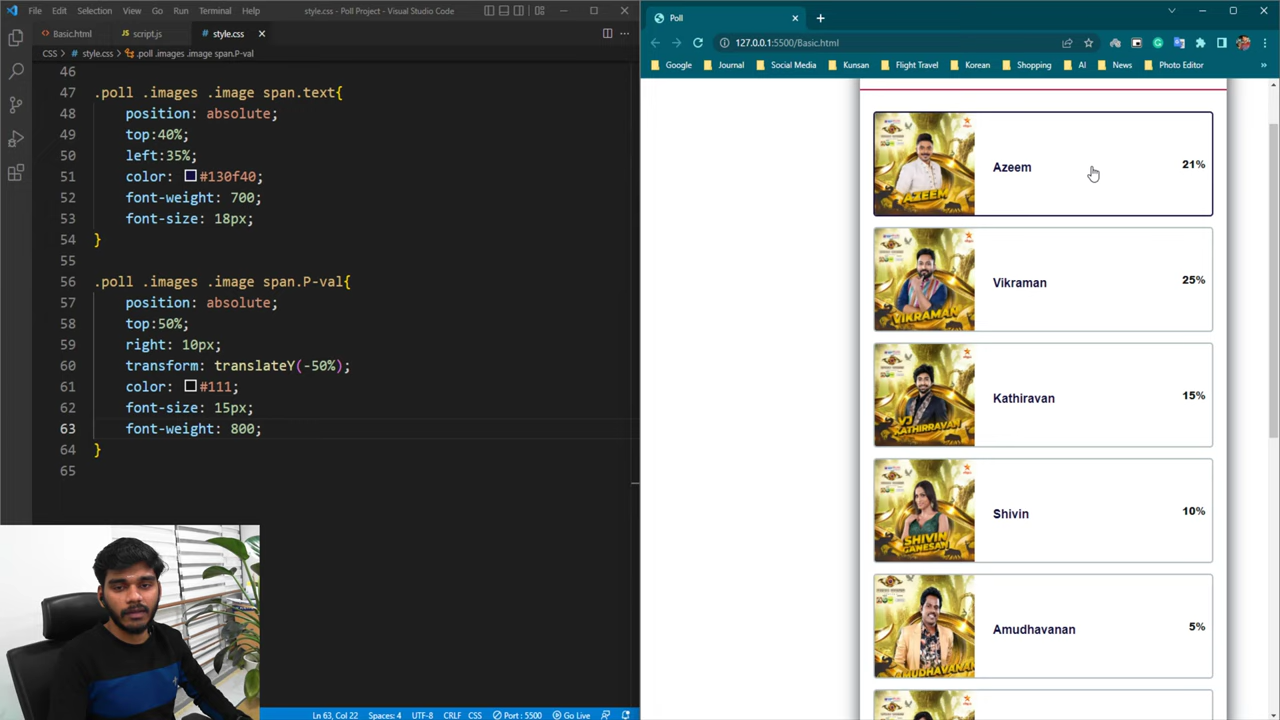 File Edit Selection View Go Run Terminal Help style.css - Poll Project - Visual Studio Code
Basic.html script.js style.css
CSS > style.css > .poll .images .image span.P-val
46
47 .poll .images .image span.text{
48 position: absolute;
49 top:40%;
50 left:35%;
51 color: #130f40;
52 font-weight: 700;
53 font-size: 18px;
54 }
55
56 .poll .images .image span.P-val{
57 position: absolute;
58 top:50%;
59 right: 10px;
60 transform: translateY(-50%);
61 color: #111;
62 font-size: 15px;
63 font-weight: 800;
64 }
65
Ln 63, Col 22 Spaces: 4 UTF-8 CRLF CSS Port : 5500 Go Live
Poll
127.0.0.1:5500/Basic.html
Google Journal Social Media Kunsan Flight Travel Korean Shopping AI News Photo Editor »
AZEEM
Azeem 21%
VIKRAMAN
Vikraman 25%
VJ
KATHIRRAVAN
Kathiravan 15%
SHIVIN
GANESAN
Shivin 10%
AMUDHAVANAN
Amudhavanan 5%